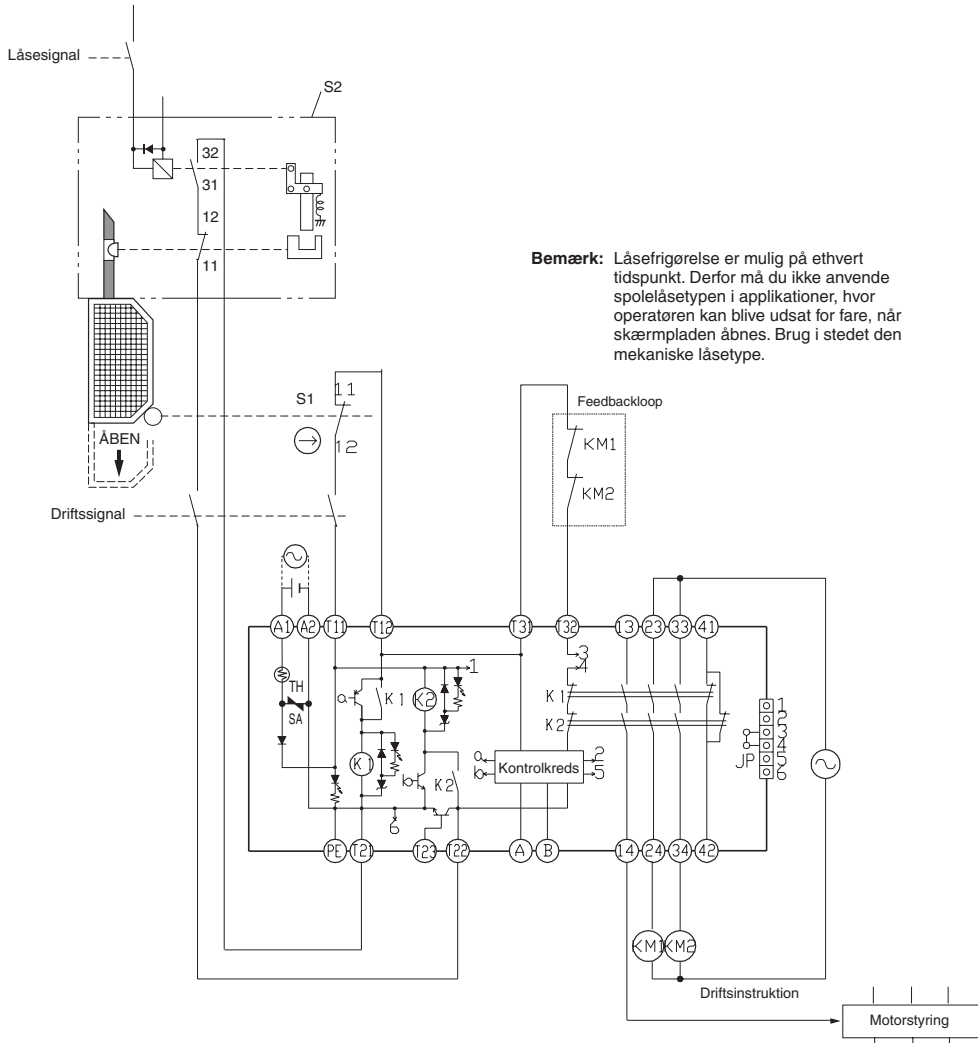 Låsesignal
S2
32
31
12
11
Bemærk: Låsefrigørelse er mulig på ethvert
tidspunkt. Derfor må du ikke anvende
spolelåsetypen i applikationer, hvor
operatøren kan blive udsat for fare, når
skærmpladen åbnes. Brug i stedet den
mekaniske låsetype.
S1
11
12
Feedbackloop
KM1
KM2
ÅBEN
Driftssignal
A1 A2 T11 T12 T31 T32 13 23 33 41
TH
SA
a
K1
K2
1
3
4
K1
K2
K1
b
K2
a
b
Kontrolkreds
2
5
6
JP
1
2
3
4
5
6
PE T21 T23 T22 A B 14 24 34 42
KM1 KM2
Driftsinstruktion
Motorstyring